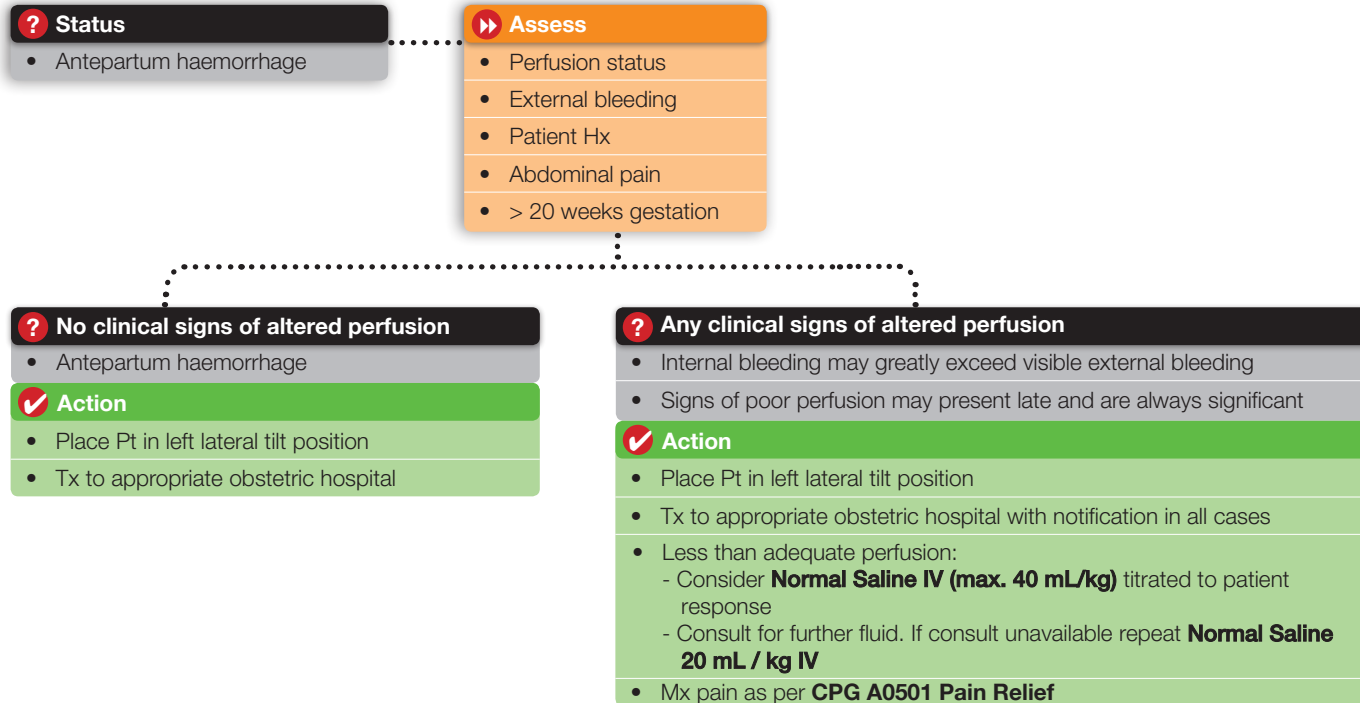 ? Status
• Antepartum haemorrhage
Assess
• Perfusion status
• External bleeding
• Patient Hx
• Abdominal pain
• > 20 weeks gestation
? No clinical signs of altered perfusion
• Antepartum haemorrhage
Action
• Place Pt in left lateral tilt position
• Tx to appropriate obstetric hospital
? Any clinical signs of altered perfusion
• Internal bleeding may greatly exceed visible external bleeding
• Signs of poor perfusion may present late and are always significant
Action
• Place Pt in left lateral tilt position
• Tx to appropriate obstetric hospital with notification in all cases
• Less than adequate perfusion:
- Consider Normal Saline IV (max. 40 mL/kg) titrated to patient
response
- Consult for further fluid. If consult unavailable repeat Normal Saline
20 mL / kg IV
• Mx pain as per CPG A0501 Pain Relief